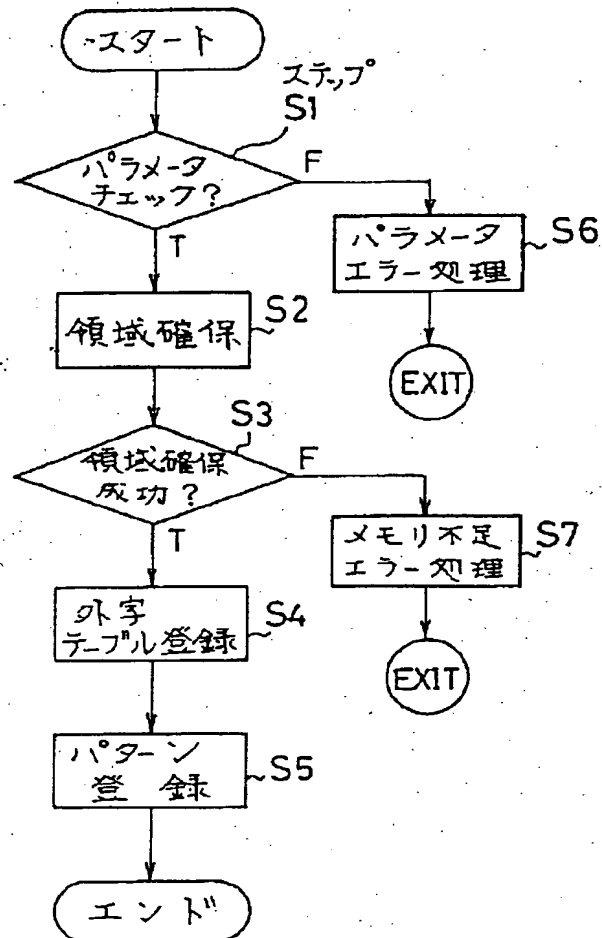 スタート
ステップ
S1
パラメータ
チェック?
F
T
パラメータ
エラー処理
S6
EXIT
領域確保
S2
S3
領域確保
成功?
F
T
メモリ不足
エラー処理
S7
EXIT
外字
テーブル登録
S4
パターン
登録
S5
エンド